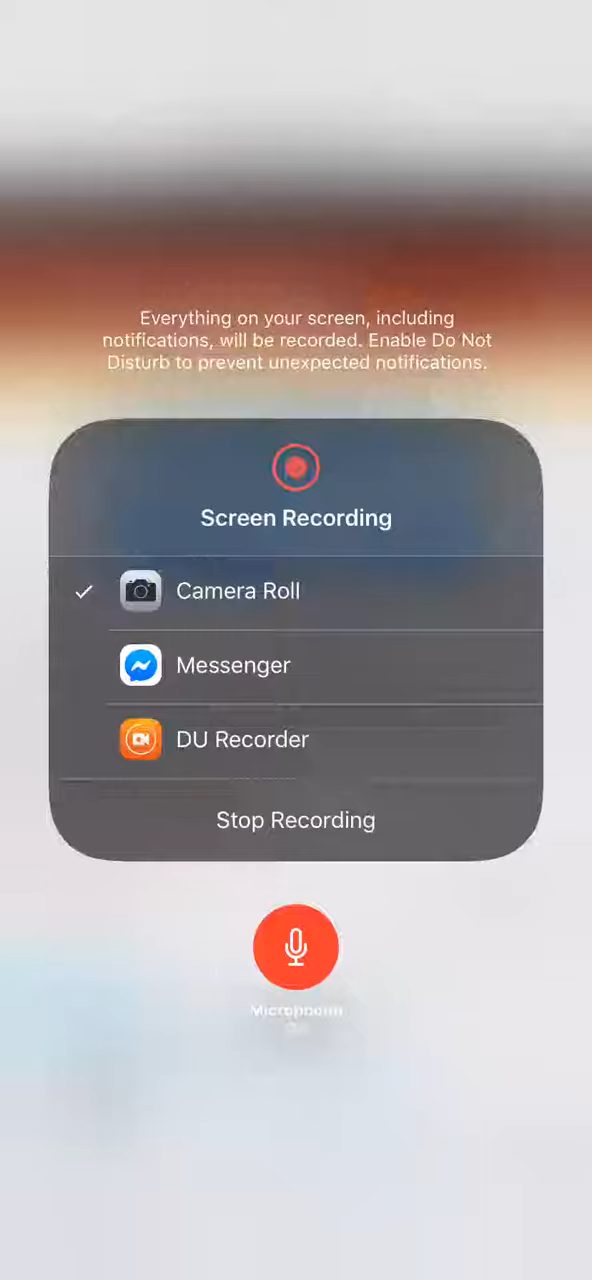 Everything on your screen, including
notifications, will be recorded. Enable Do Not
Disturb to prevent unexpected notifications.
Screen Recording
Camera Roll
Messenger
DU Recorder
Stop Recording
Microphone